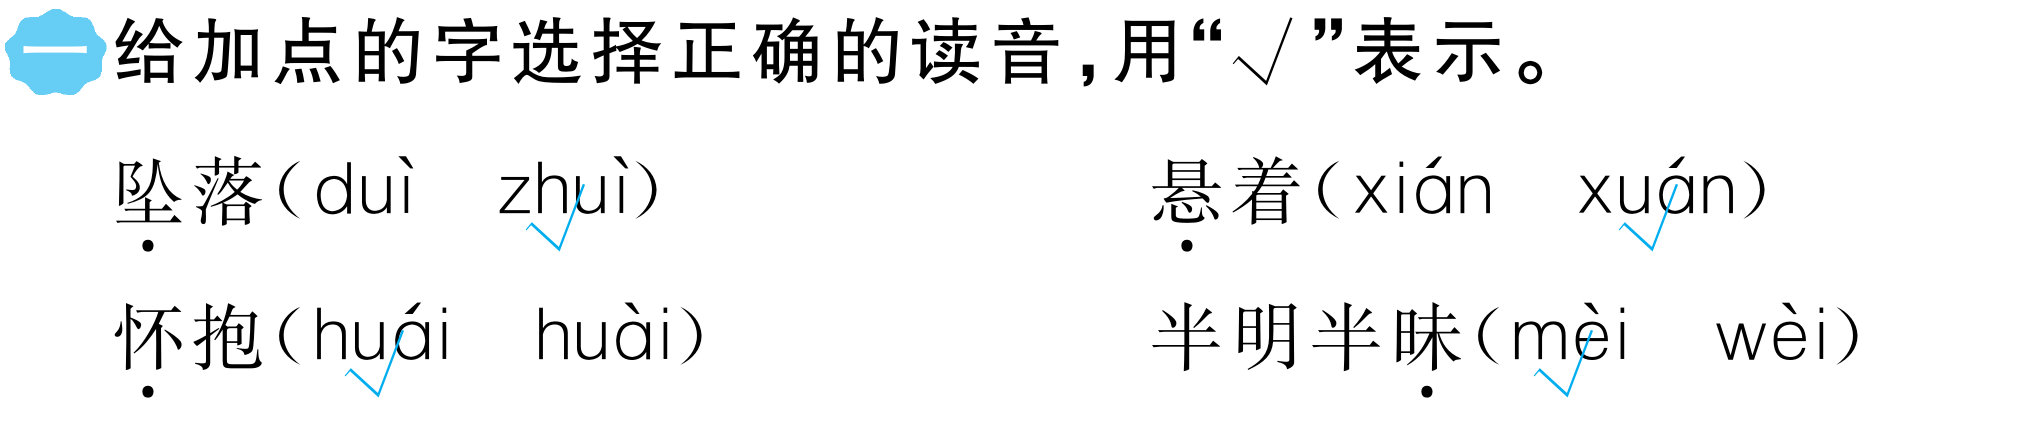 一 给加点的字选择正确的读音,用“√”表示。
坠落(duì zhuì√) 悬着(xián xuán√)
怀抱(huái√ huài) 半明半昧(mèi√ wèi)